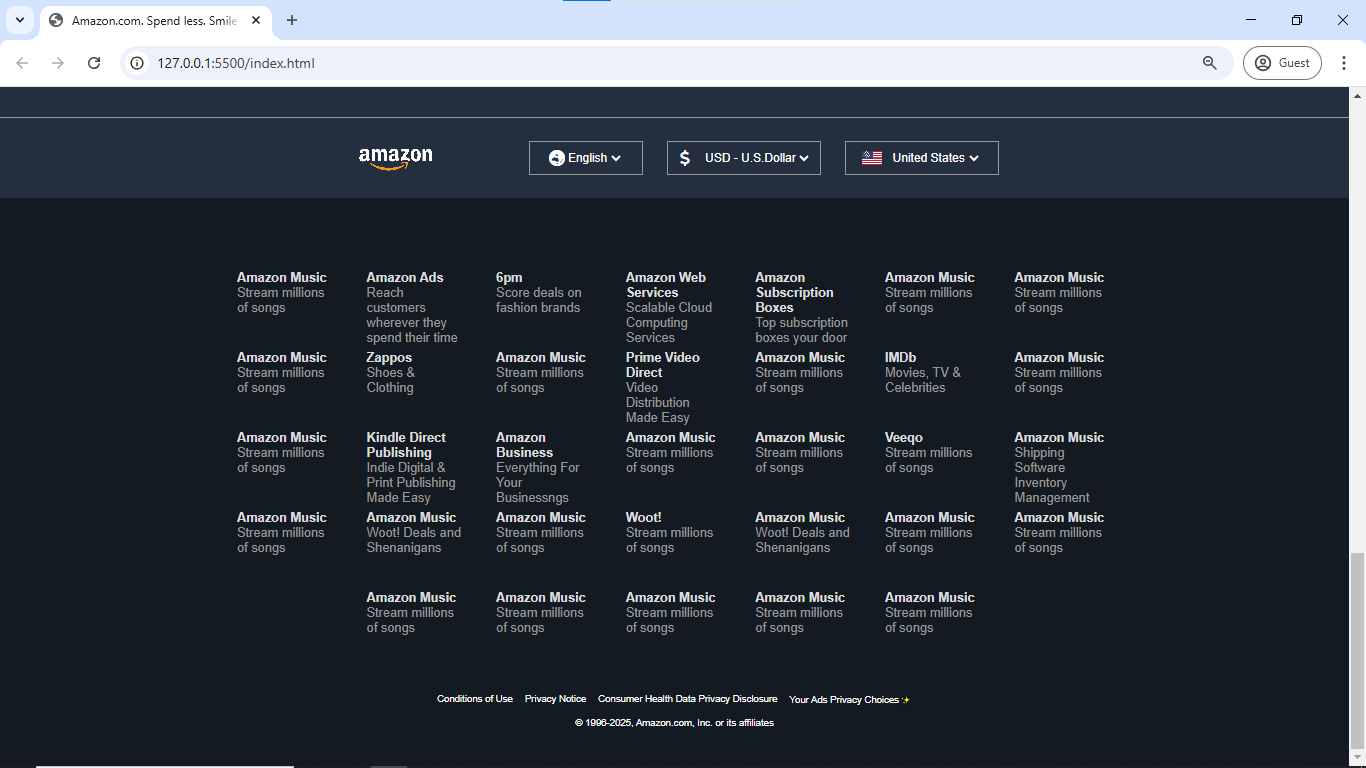 Amazon.com. Spend less. Smile
127.0.0.1:5500/index.html
Guest
amazon
English
$ USD - U.S.Dollar
United States
Amazon Music
Stream millions
of songs
Amazon Ads
Reach
customers
wherever they
spend their time
6pm
Score deals on
fashion brands
Amazon Web
Services
Scalable Cloud
Computing
Services
Amazon
Subscription
Boxes
Top subscription
boxes your door
Amazon Music
Stream millions
of songs
Amazon Music
Stream millions
of songs
Amazon Music
Stream millions
of songs
Zappos
Shoes &
Clothing
Amazon Music
Stream millions
of songs
Prime Video
Direct
Video
Distribution
Made Easy
Amazon Music
Stream millions
of songs
IMDb
Movies, TV &
Celebrities
Amazon Music
Stream millions
of songs
Amazon Music
Stream millions
of songs
Kindle Direct
Publishing
Indie Digital &
Print Publishing
Made Easy
Amazon
Business
Everything For
Your
Businessngs
Amazon Music
Stream millions
of songs
Amazon Music
Stream millions
of songs
Veeqo
Stream millions
of songs
Amazon Music
Shipping
Software
Inventory
Management
Amazon Music
Stream millions
of songs
Amazon Music
Woot! Deals and
Shenanigans
Amazon Music
Stream millions
of songs
Woot!
Stream millions
of songs
Amazon Music
Woot! Deals and
Shenanigans
Amazon Music
Stream millions
of songs
Amazon Music
Stream millions
of songs
Amazon Music
Stream millions
of songs
Amazon Music
Stream millions
of songs
Amazon Music
Stream millions
of songs
Amazon Music
Stream millions
of songs
Amazon Music
Stream millions
of songs
Conditions of Use Privacy Notice Consumer Health Data Privacy Disclosure Your Ads Privacy Choices ✨
© 1996-2025, Amazon.com, Inc. or its affiliates